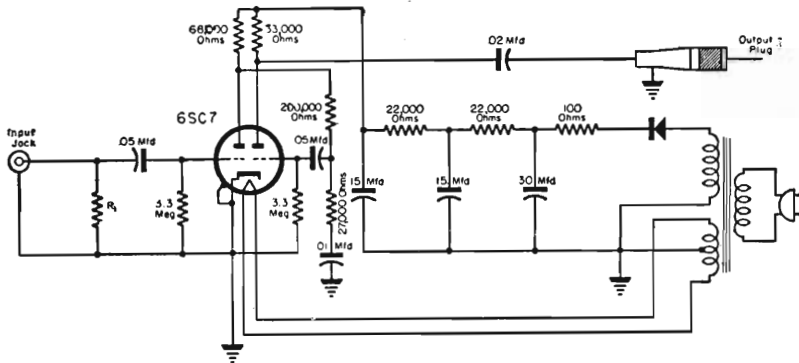 68,000
Ohms
33,000
Ohms
.02 Mfd
Output
Plug
200,000
Ohms
22,000
Ohms
22,000
Ohms
100
Ohms
6SC7
Input
Jack
.05 Mfd
.05 Mfd
R₁
3.3
Meg
3.3
Meg
27,000 Ohms
.01 Mfd
15 Mfd
15 Mfd
30 Mfd